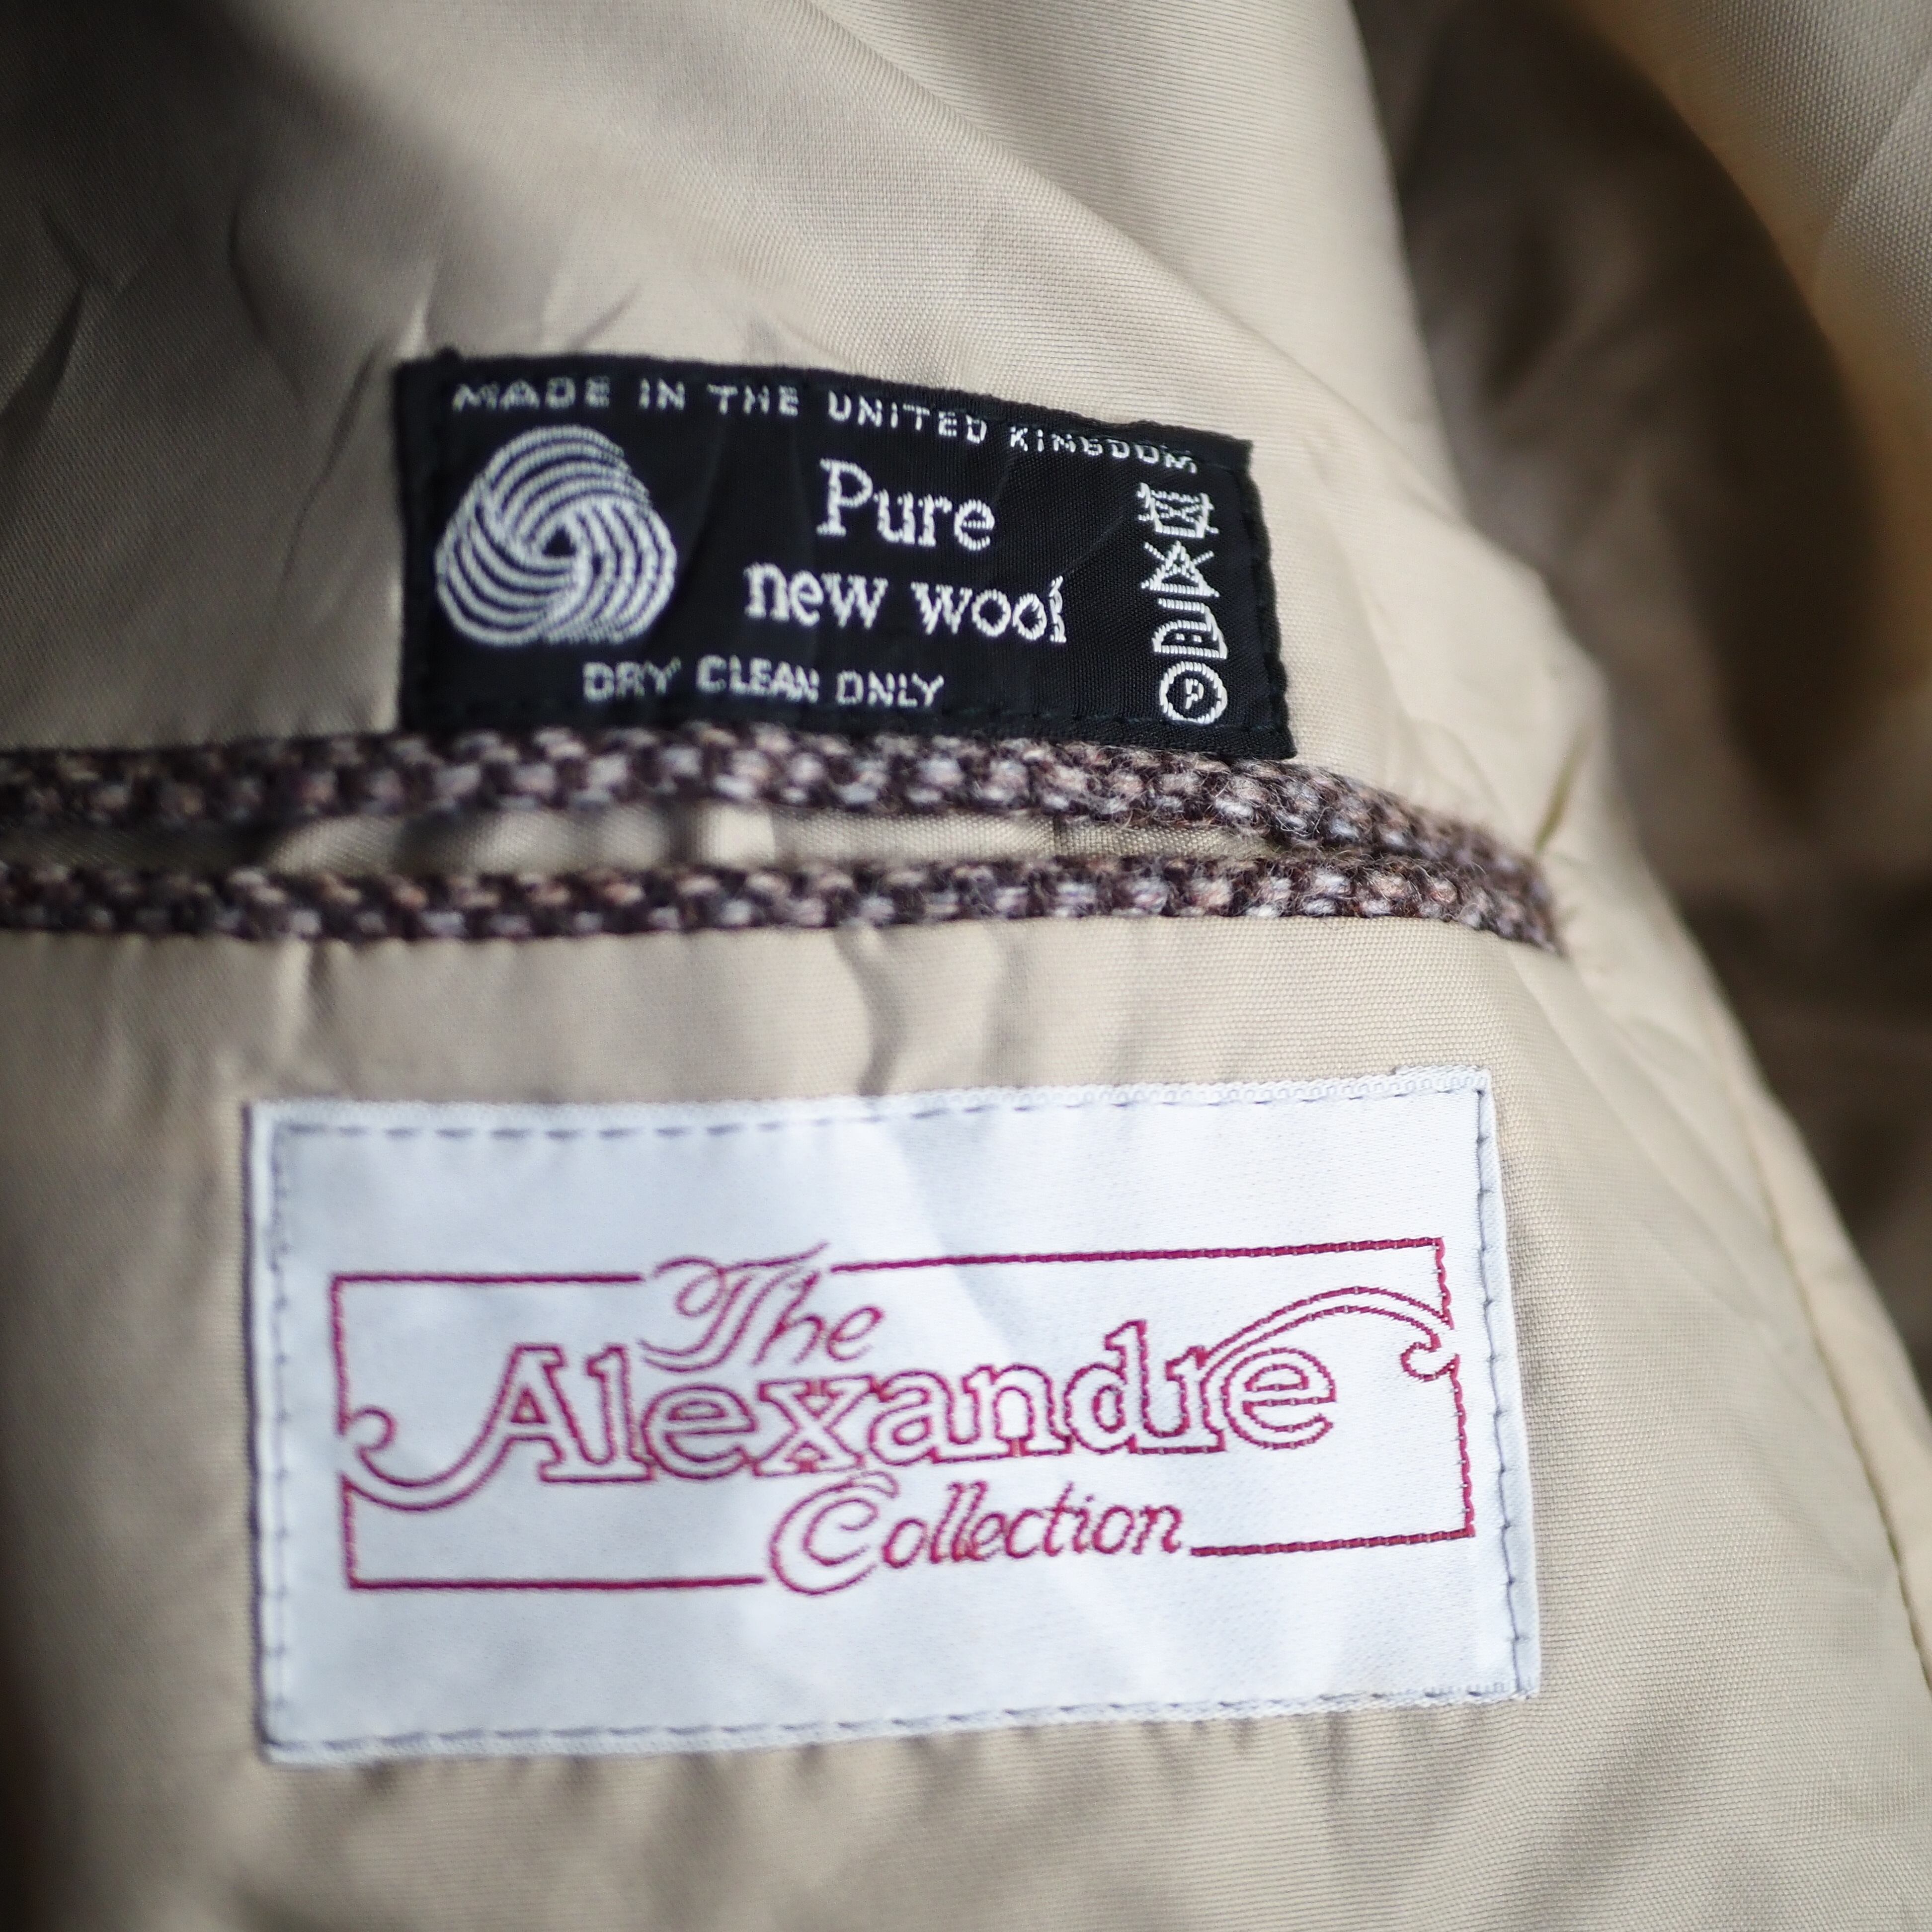 MADE IN THE UNITED KINGDOM
Pure
new wool
DRY CLEAN ONLY
P
The
Alexandre
Collection